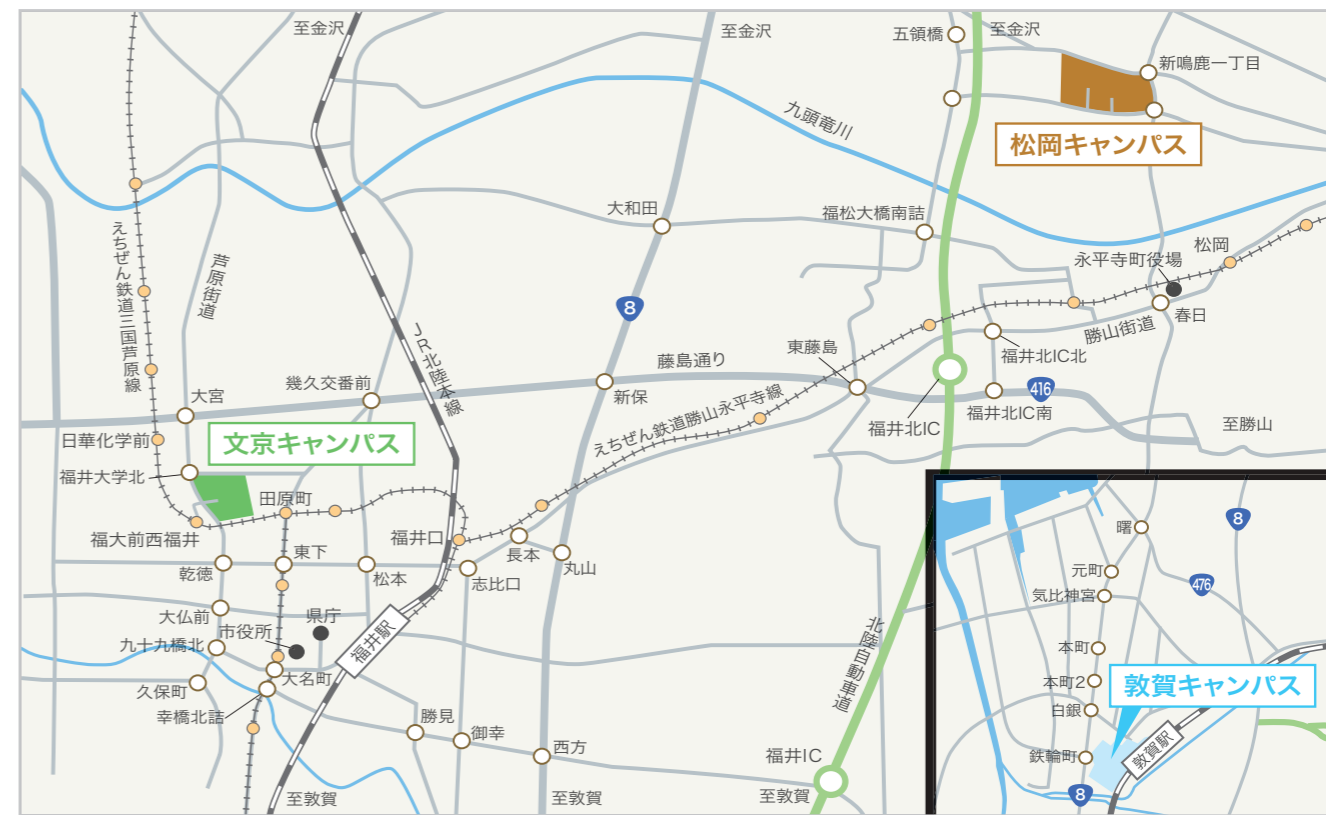 至金沢
至金沢
五領橋
至金沢
新鳴鹿一丁目
九頭竜川
松岡キャンパス
大和田
福松大橋南詰
えちぜん鉄道三国芦原線
芦原街道
松岡
永平寺町役場
8
JR北陸本線
春日
勝山街道
福井北IC北
東藤島
藤島通り
幾久交番前
大宮
新保
416
福井北IC南
福井北IC
えちぜん鉄道勝山永平寺線
至勝山
日華化学前
文京キャンパス
福井大学北
田原町
福大前西福井
福井口
長本
丸山
志比口
乾徳
東下
松本
大仏前
県庁
市役所
九十九橋北
福井駅
大名町
久保町
幸橋北詰
勝見
御幸
西方
北陸自動車道
福井IC
至敦賀
至敦賀
至敦賀
曙
8
元町
476
気比神宮
本町
本町2
敦賀キャンパス
白銀
鉄輪町
敦賀駅
8